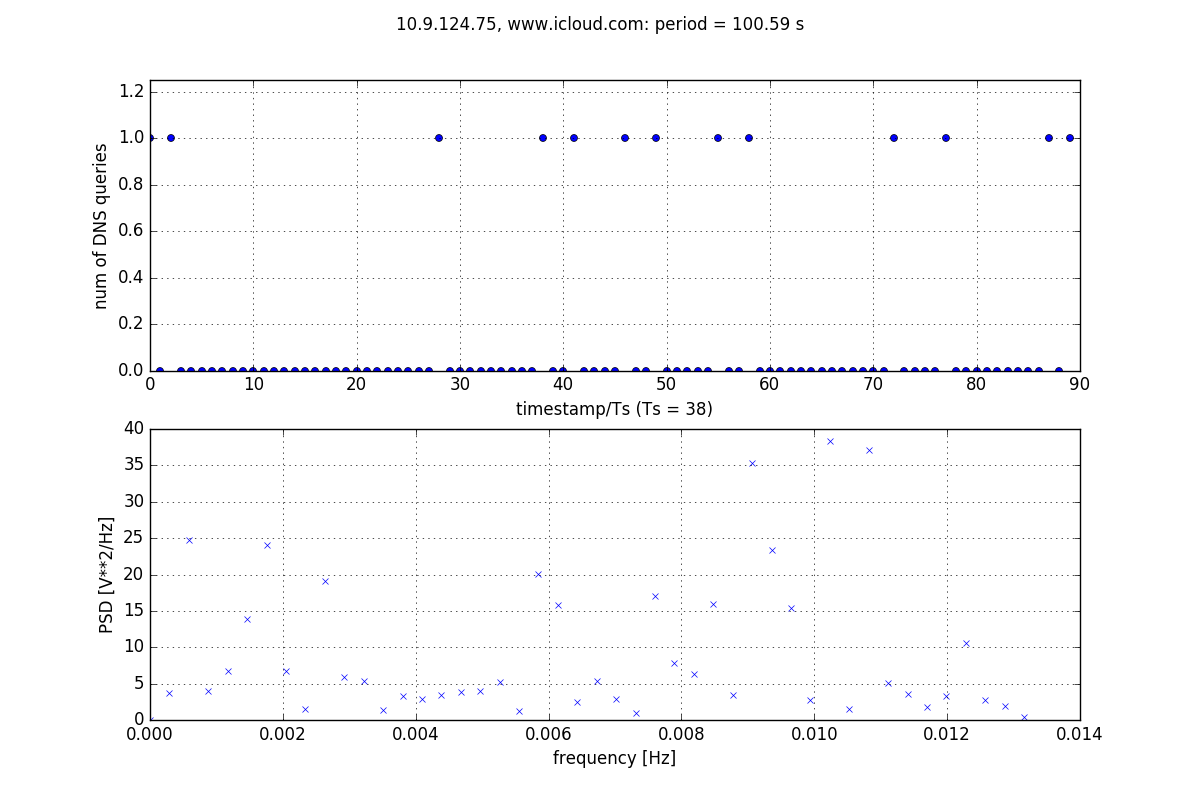 10.9.124.75, www.icloud.com: period = 100.59 s
1.2
1.0
0.8
0.6
0.4
0.2
0.0
num of DNS queries
0 10 20 30 40 50 60 70 80 90
timestamp/Ts (Ts = 38)
40
35
30
25
20
15
10
5
0
PSD [V**2/Hz]
0.000 0.002 0.004 0.006 0.008 0.010 0.012 0.014
frequency [Hz]